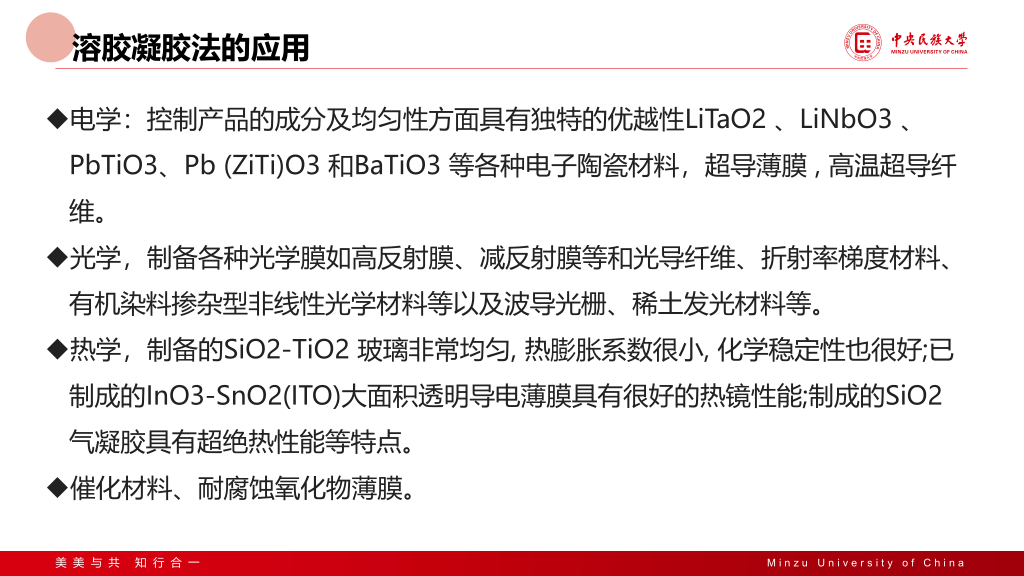 溶胶凝胶法的应用
中央民族大学
MINZU UNIVERSITY OF CHINA
◆电学：控制产品的成分及均匀性方面具有独特的优越性LiTaO2 、LiNbO3 、
PbTiO3、Pb (ZiTi)O3 和BaTiO3 等各种电子陶瓷材料，超导薄膜 , 高温超导纤
维。
◆光学，制备各种光学膜如高反射膜、减反射膜等和光导纤维、折射率梯度材料、
有机染料掺杂型非线性光学材料等以及波导光栅、稀土发光材料等。
◆热学，制备的SiO2-TiO2 玻璃非常均匀, 热膨胀系数很小, 化学稳定性也很好;已
制成的InO3-SnO2(ITO)大面积透明导电薄膜具有很好的热镜性能;制成的SiO2
气凝胶具有超绝热性能等特点。
◆催化材料、耐腐蚀氧化物薄膜。
美美与共 知行合一
Minzu University of China